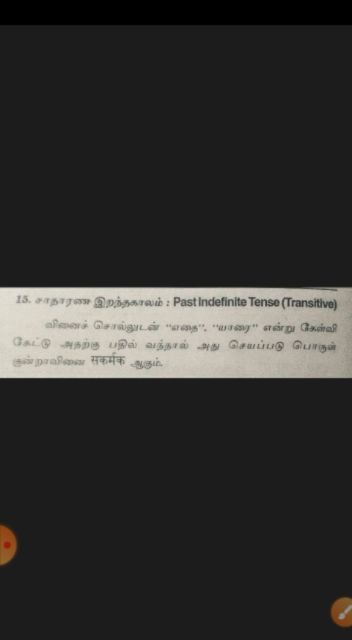 13. சாதாரண இறந்தகாலம் : Past Indefinite Tense (Transitive)
வினைச் சொல்லுடன் "எதை", "யாரை" என்று கேள்வி
கேட்டு அதற்கு பதில் வந்தால் அது செயப்படு பொருள்
குன்றாவினை सकर्मक ஆகும்.